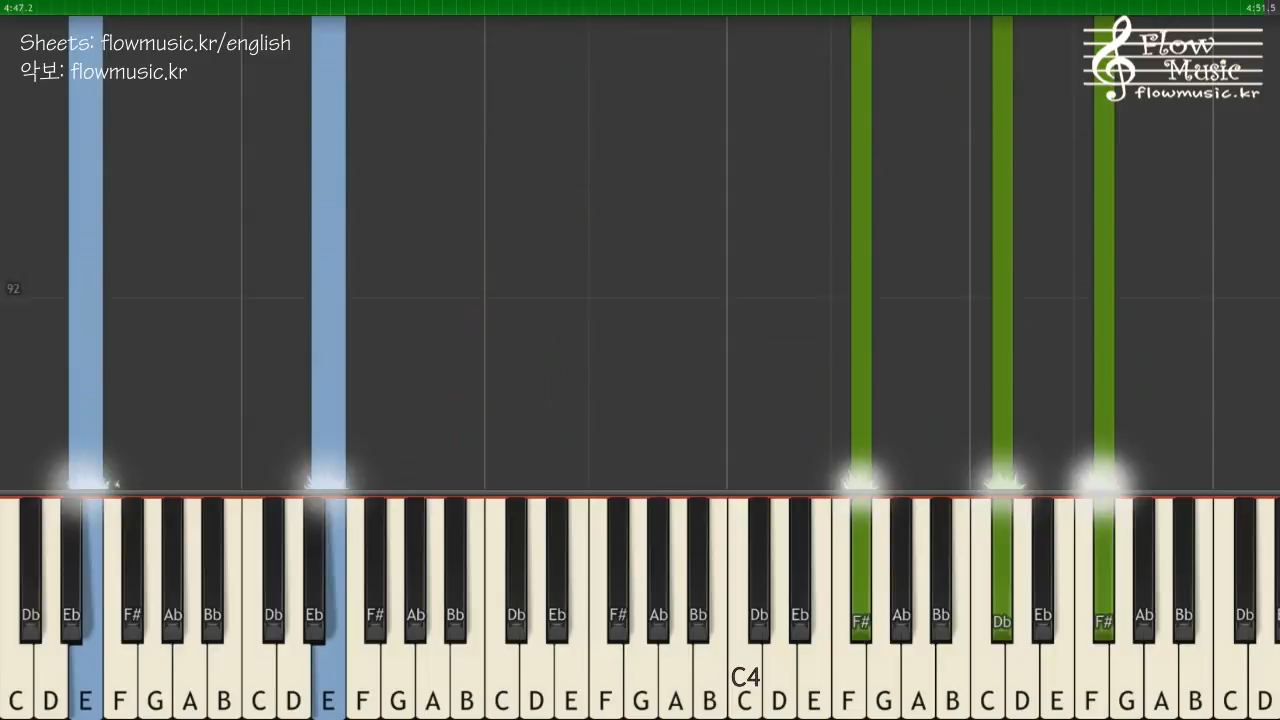 4:47.2
4:51.5
Sheets: flowmusic.kr/english
악보: flowmusic.kr
Flow
Music
flowmusic.kr
92
Db Eb F# Ab Bb Db Eb F# Ab Bb Db Eb F# Ab Bb Db Eb F# Ab Bb Db Eb F# Ab Bb Db
C4
C D E F G A B C D E F G A B C D E F G A B C D E F G A B C D E F G A B C D